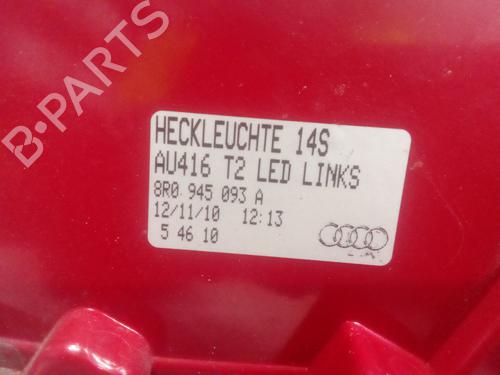 B-PARTS
HECKLEUCHTE 14S
AU416 T2 LED LINKS
8R0 945 093 A
12/11/10 12:13
5 46 10